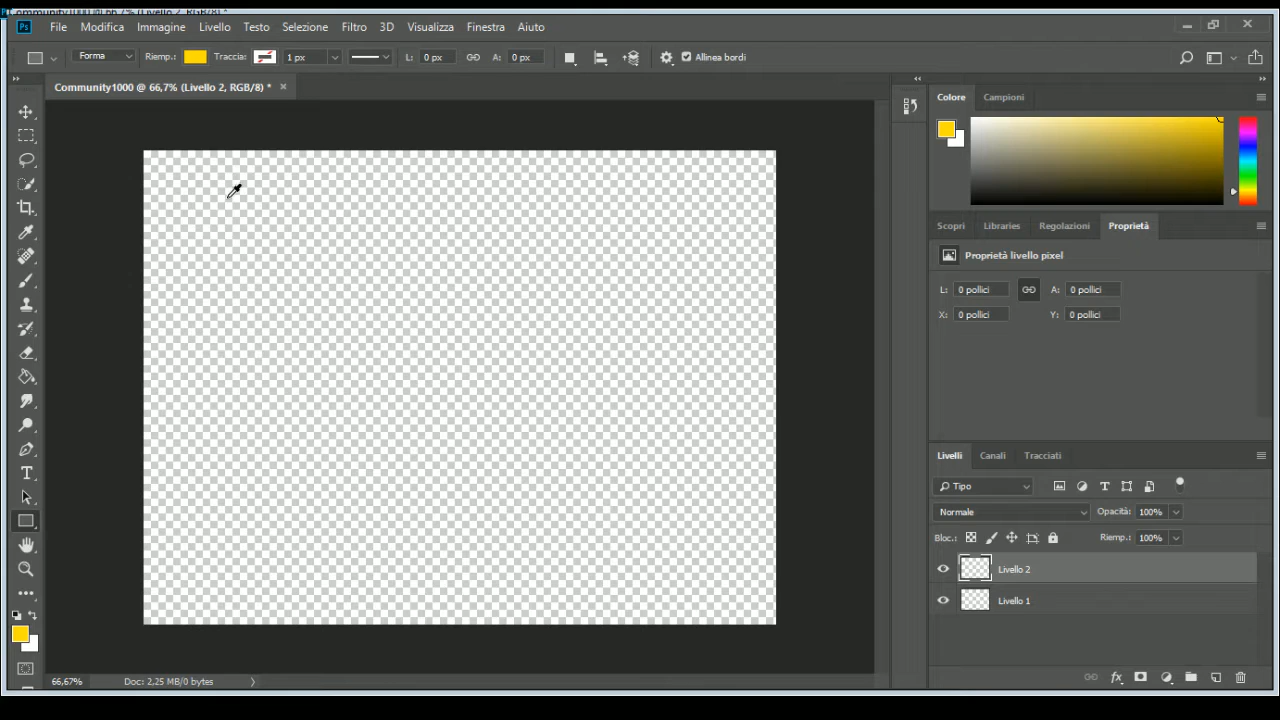 Ps File Modifica Immagine Livello Testo Selezione Filtro 3D Visualizza Finestra Aiuto
Forma Riemp.: Traccia: 1 px L: 0 px A: 0 px Allinea bordi
Community1000 @ 66,7% (Livello 2, RGB/8) *
Colore Campioni
Scopri Libraries Regolazioni Proprietà
Proprietà livello pixel
L: 0 pollici A: 0 pollici
X: 0 pollici Y: 0 pollici
Livelli Canali Tracciati
Tipo
Normale Opacità: 100%
Bloc.: Riemp.: 100%
Livello 2
Livello 1
66,67% Doc: 2,25 MB/0 bytes